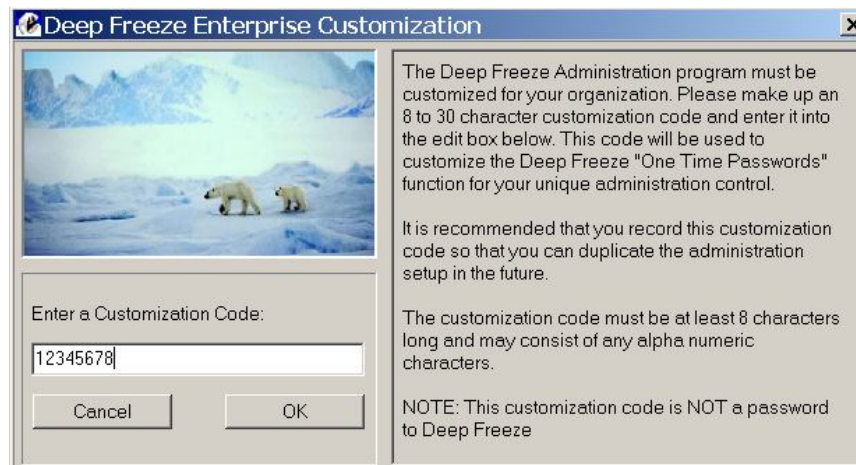 Deep Freeze Enterprise Customization
The Deep Freeze Administration program must be
customized for your organization. Please make up an
8 to 30 character customization code and enter it into
the edit box below. This code will be used to
customize the Deep Freeze "One Time Passwords"
function for your unique administration control.
It is recommended that you record this customization
code so that you can duplicate the administration
setup in the future.
The customization code must be at least 8 characters
long and may consist of any alpha numeric
characters.
NOTE: This customization code is NOT a password
to Deep Freeze
Enter a Customization Code:
12345678
Cancel
OK